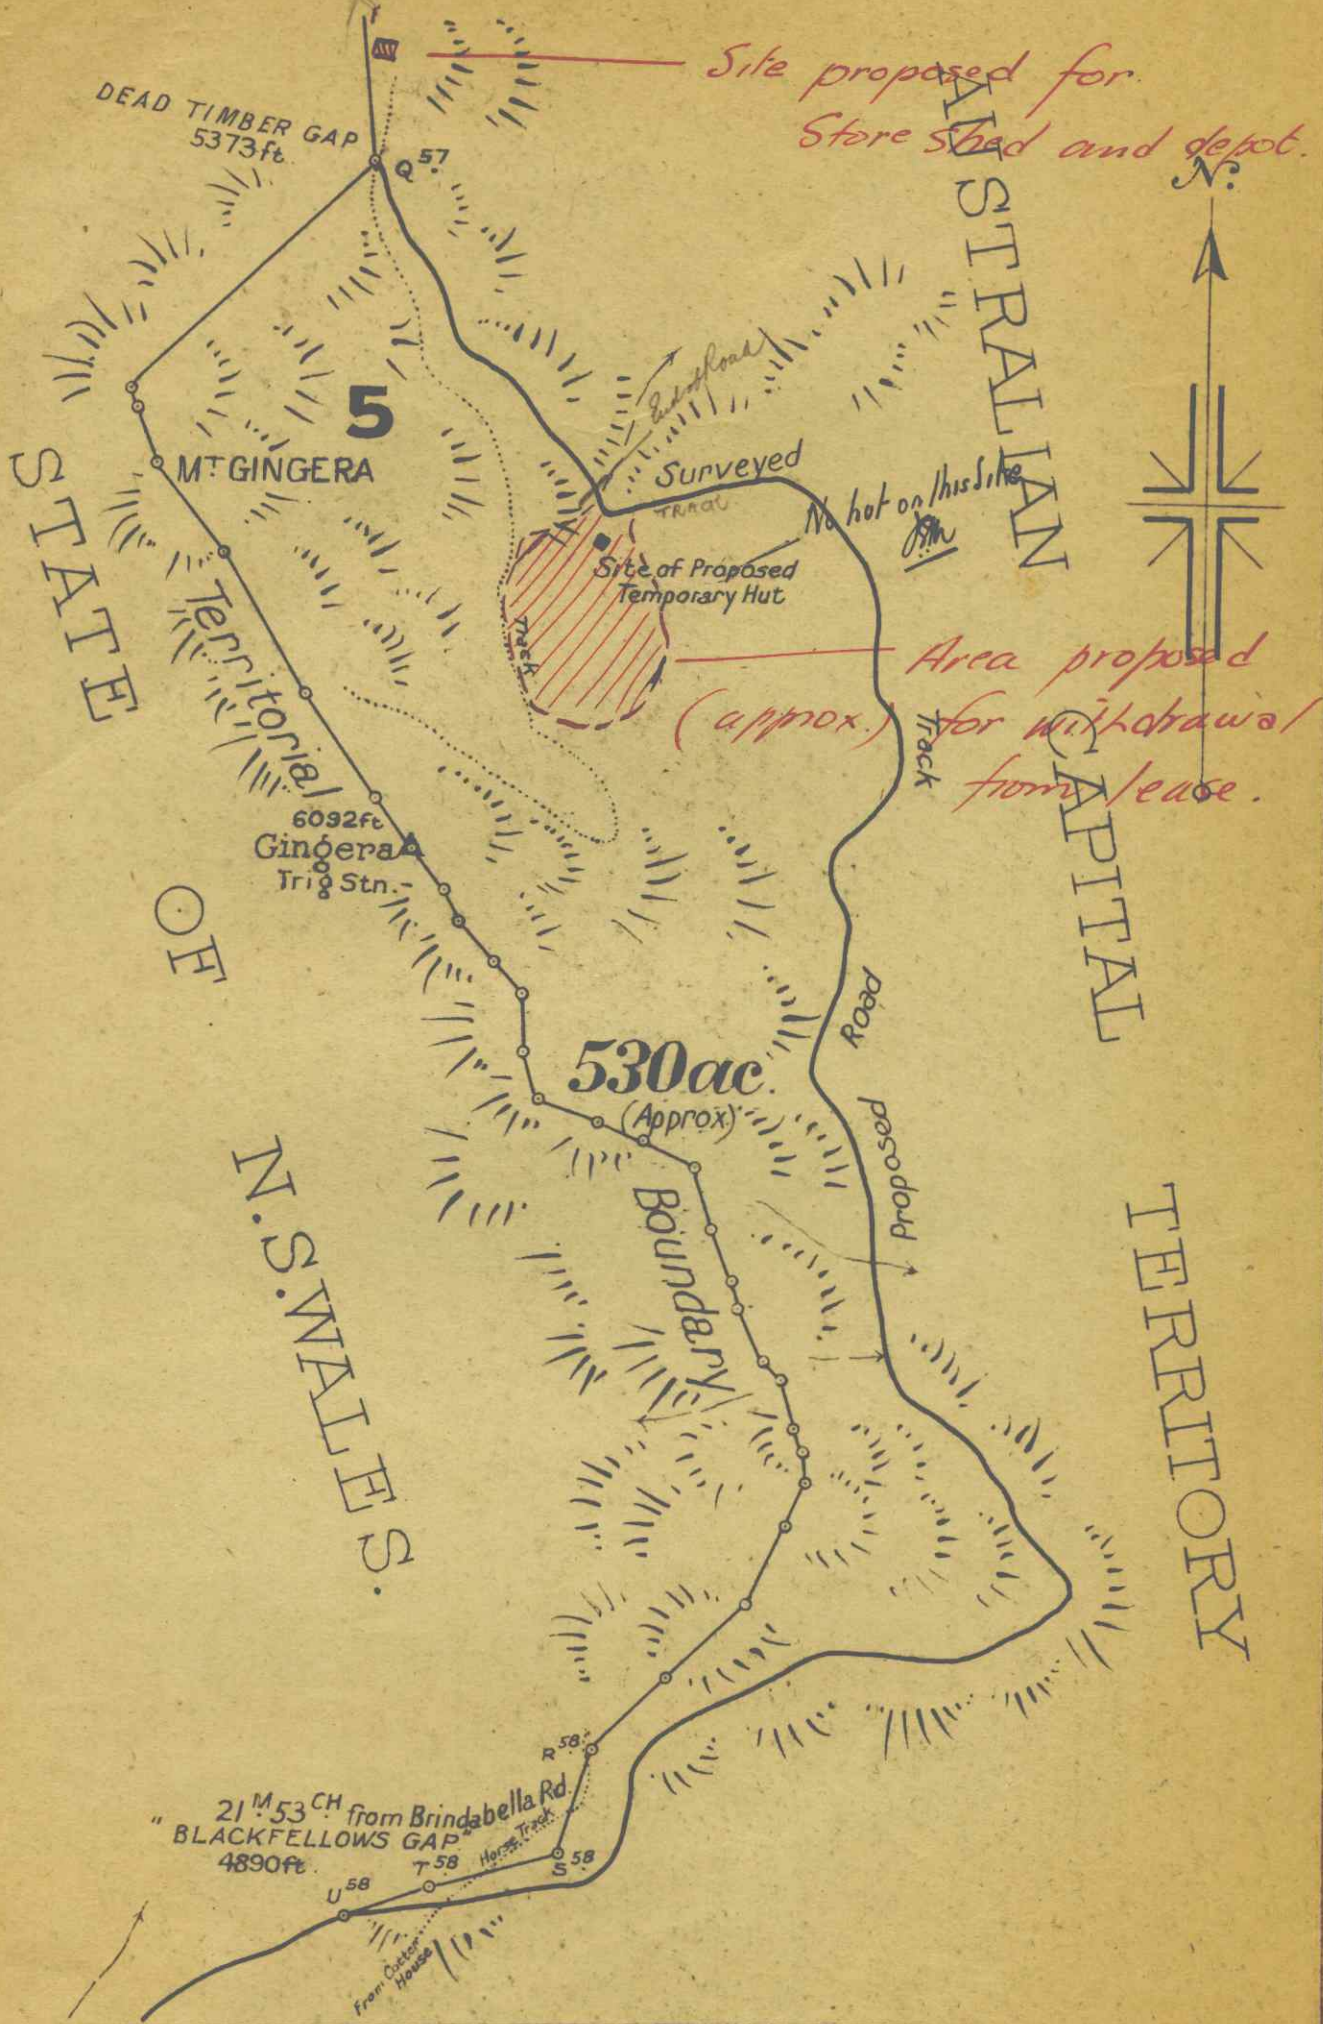 Site proposed for
Store shed and depot.
DEAD TIMBER GAP
5373ft
Q 57
N.
AUSTRALIAN
CAPITAL
TERRITORY
End of Road
5
MT GINGERA
Surveyed
TRACK
No hut on this site
Site of Proposed
Temporary Hut
Track
STATE
OF
N.S.WALES.
Territorial
Boundary
Area proposed
(approx.) for withdrawal
from lease.
Track
6092ft
Gingera
Trig Stn.
Road
530ac.
(Approx)
proposed
R 58
21 M. 53 CH from Brindabella Rd
"BLACKFELLOWS GAP"
4890ft.
Horse Track
S 58
T 58
U 58
From Cotter
House